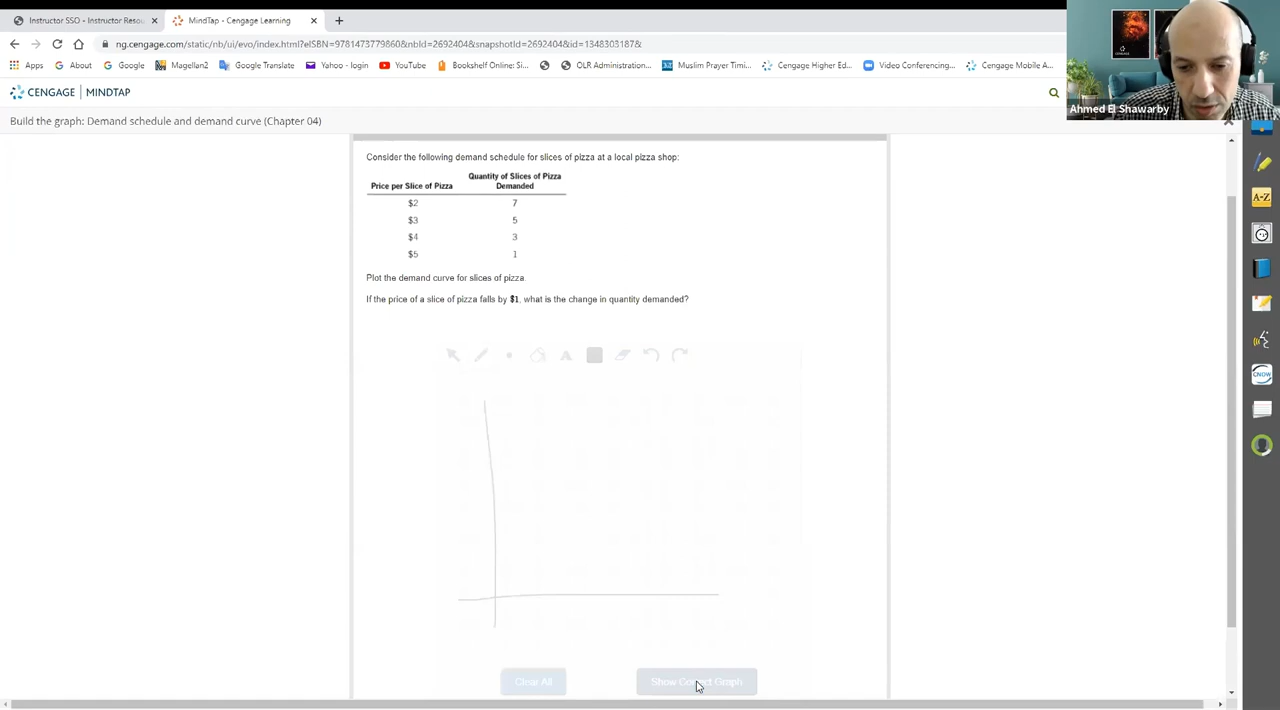 Instructor SSO - Instructor Resou
MindTap - Cengage Learning
ng.cengage.com/static/nb/ui/evo/index.html?eISBN=9781473779860&nbId=2692404&snapshotId=2692404&id=1348303187&
Apps About Google Magellan2 Google Translate Yahoo - login YouTube Bookshelf Online: Si... OLR Administration... Muslim Prayer Timi... Cengage Higher Ed... Video Conferencing... Cengage Mobile A...
Ahmed El Shawarby
CENGAGE | MINDTAP
Build the graph: Demand schedule and demand curve (Chapter 04)
A-Z
Consider the following demand schedule for slices of pizza at a local pizza shop:
Quantity of Slices of Pizza
Price per Slice of Pizza Demanded
$2 7
$3 5
$4 3
$5 1
Plot the demand curve for slices of pizza.
If the price of a slice of pizza falls by $1, what is the change in quantity demanded?
A
CNOW
Clear All
Show Correct Graph